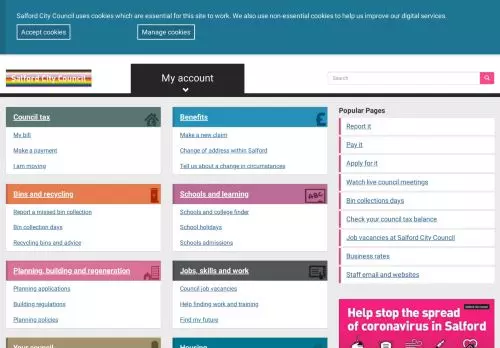 Salford City Council uses cookies which are essential for this site to work. We also use non-essential cookies to help us improve our digital services.
Accept cookies
Manage cookies
Salford City Council
My account
Search
Council tax
My bill
Make a payment
I am moving
Benefits
Make a new claim
Change of address within Salford
Tell us about a change in circumstances
Bins and recycling
Report a missed bin collection
Bin collection days
Recycling bins and advice
Schools and learning
ABC
Schools and college finder
School holidays
Schools admissions
Planning, building and regeneration
Planning applications
Building regulations
Planning policies
Jobs, skills and work
Council job vacancies
Help finding work and training
Find my future
Your council
Housing
Popular Pages
Report it
Pay it
Apply for it
Watch live council meetings
Bin collections days
Check your council tax balance
Job vacancies at Salford City Council
Business rates
Staff email and websites
Help stop the spread
of coronavirus in Salford